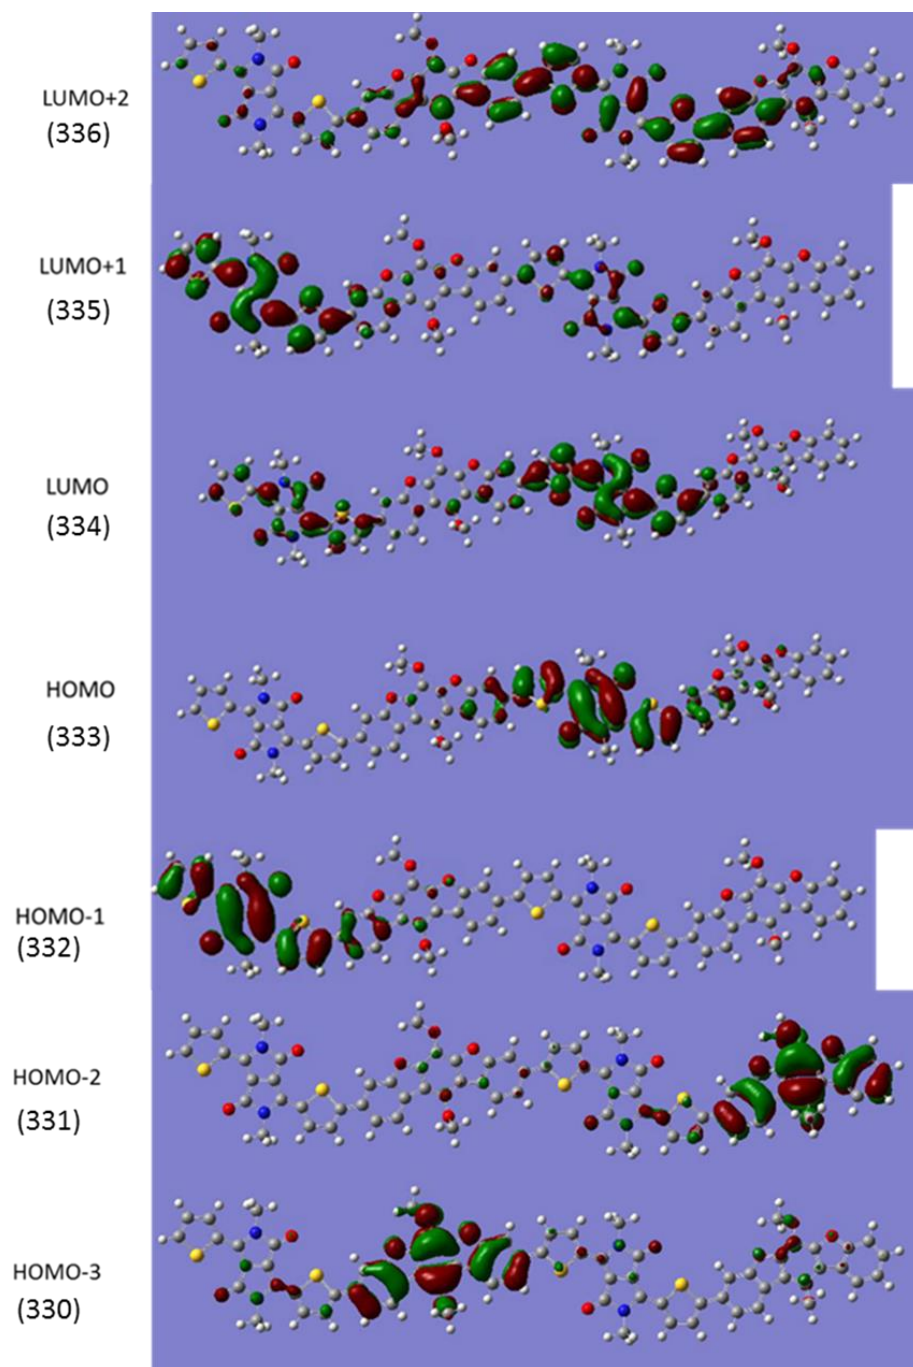 LUMO+2
(336)
LUMO+1
(335)
LUMO
(334)
HOMO
(333)
HOMO-1
(332)
HOMO-2
(331)
HOMO-3
(330)